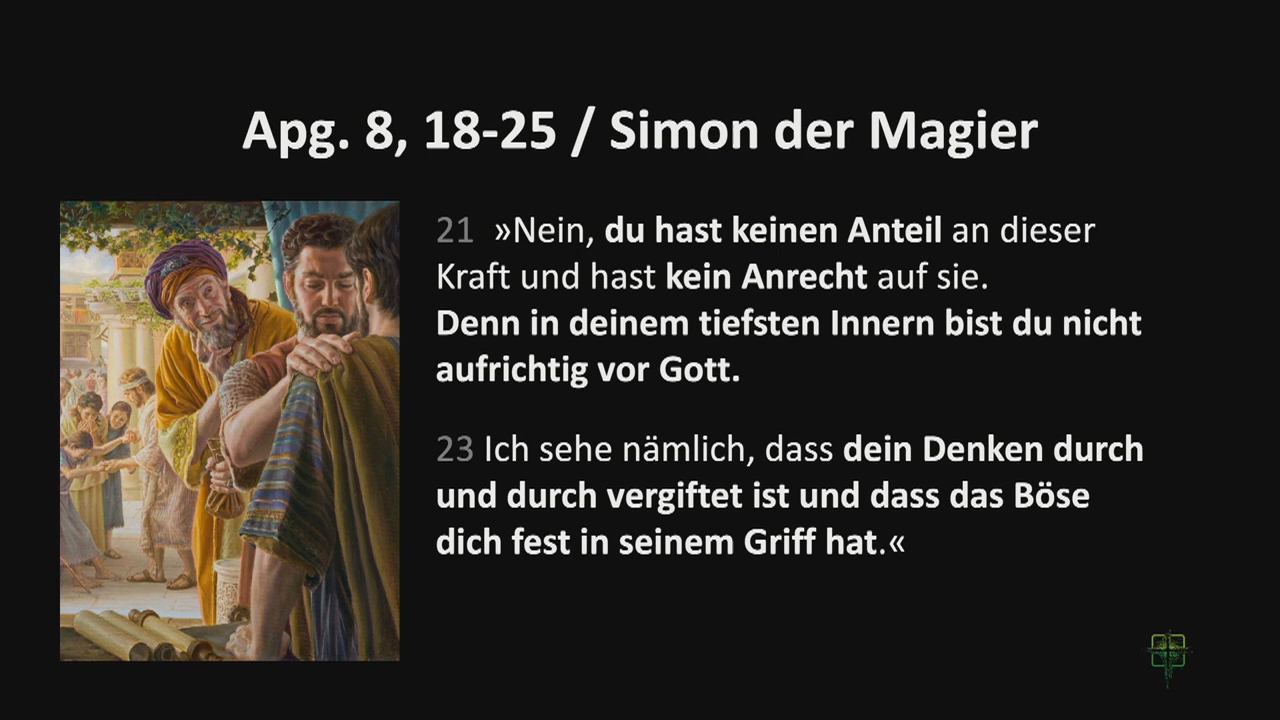 Apg. 8, 18-25 / Simon der Magier
21 »Nein, du hast keinen Anteil an dieser
Kraft und hast kein Anrecht auf sie.
Denn in deinem tiefsten Innern bist du nicht
aufrichtig vor Gott.
23 Ich sehe nämlich, dass dein Denken durch
und durch vergiftet ist und dass das Böse
dich fest in seinem Griff hat.«